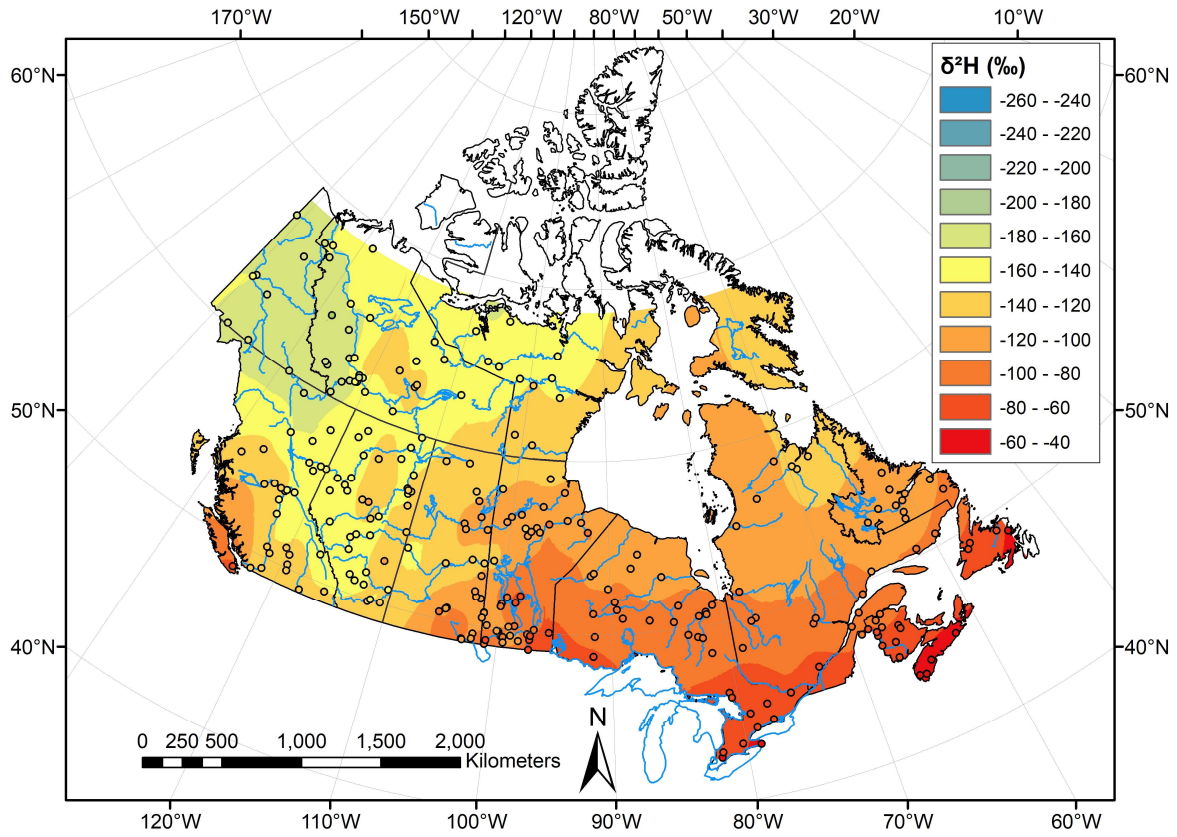 170°W 150°W 120°W 80°W 50°W 30°W 20°W 10°W
60°N
60°N
50°N
50°N
40°N
40°N
δ²H (‰)
-260 - -240
-240 - -220
-220 - -200
-200 - -180
-180 - -160
-160 - -140
-140 - -120
-120 - -100
-100 - -80
-80 - -60
-60 - -40
N
0 250 500 1,000 1,500 2,000
Kilometers
120°W 110°W 100°W 90°W 80°W 70°W 60°W